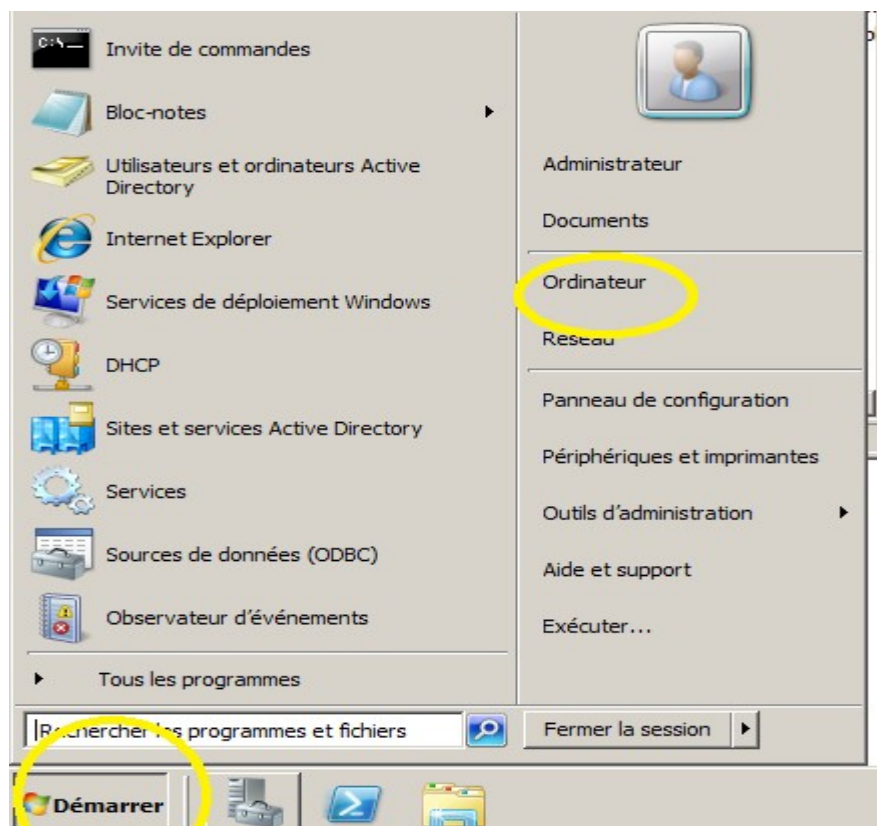 C:\
Invite de commandes
Bloc-notes
Utilisateurs et ordinateurs Active
Directory
Internet Explorer
Services de déploiement Windows
DHCP
Sites et services Active Directory
Services
Sources de données (ODBC)
Observateur d'événements
Tous les programmes
Rechercher les programmes et fichiers
Démarrer
Administrateur
Documents
Ordinateur
Réseau
Panneau de configuration
Périphériques et imprimantes
Outils d'administration
Aide et support
Exécuter...
Fermer la session